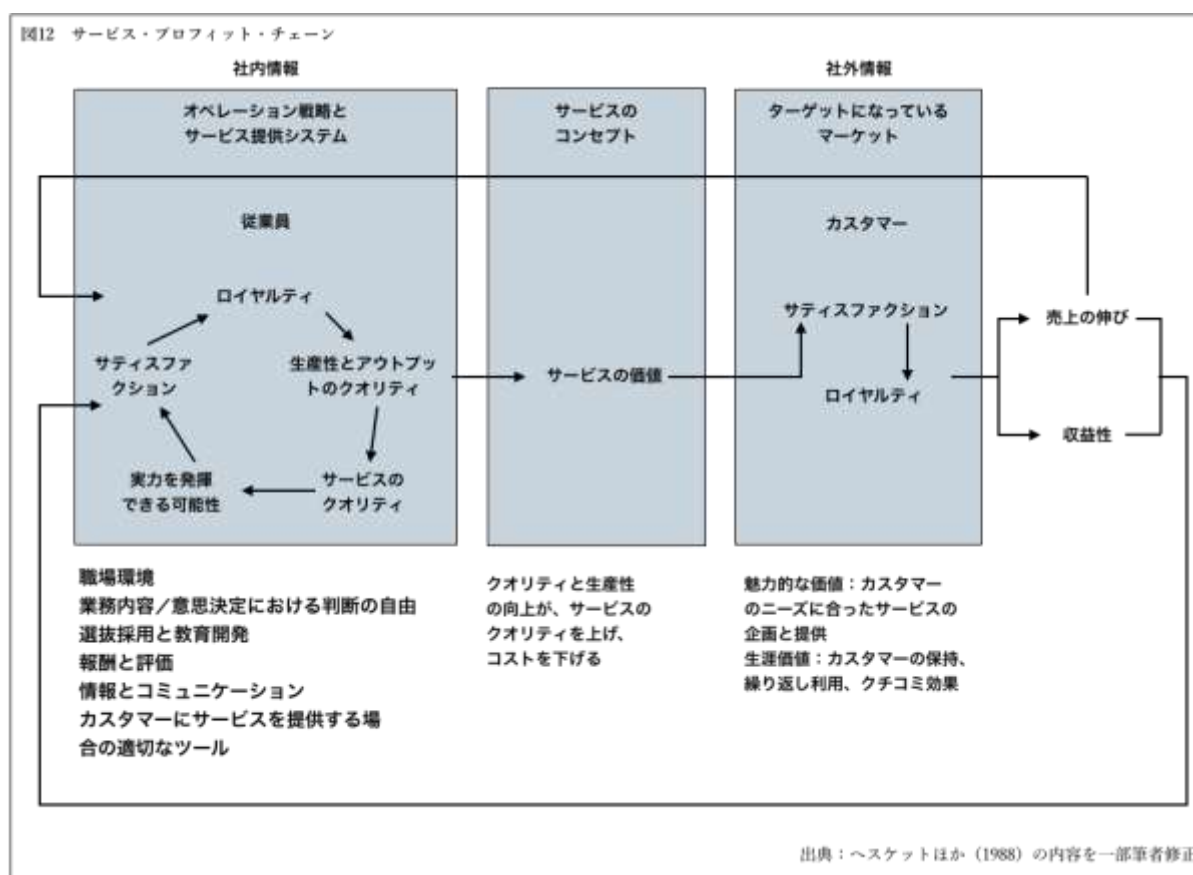 図12 サービス・プロフィット・チェーン
社内情報
社外情報
オペレーション戦略と
サービス提供システム
サービスの
コンセプト
ターゲットになっている
マーケット
従業員
カスタマー
ロイヤルティ
サティスファ
クション
生産性とアウトプッ
トのクオリティ
実力を発揮
できる可能性
サービスの
クオリティ
サービスの価値
サティスファクション
ロイヤルティ
売上の伸び
収益性
職場環境
業務内容/意思決定における判断の自由
選抜採用と教育開発
報酬と評価
情報とコミュニケーション
カスタマーにサービスを提供する場
合の適切なツール
クオリティと生産性
の向上が、サービスの
クオリティを上げ、
コストを下げる
魅力的な価値：カスタマー
のニーズに合ったサービスの
企画と提供
生涯価値：カスタマーの保持、
繰り返し利用、クチコミ効果
出典：ヘスケットほか（1988）の内容を一部筆者修正